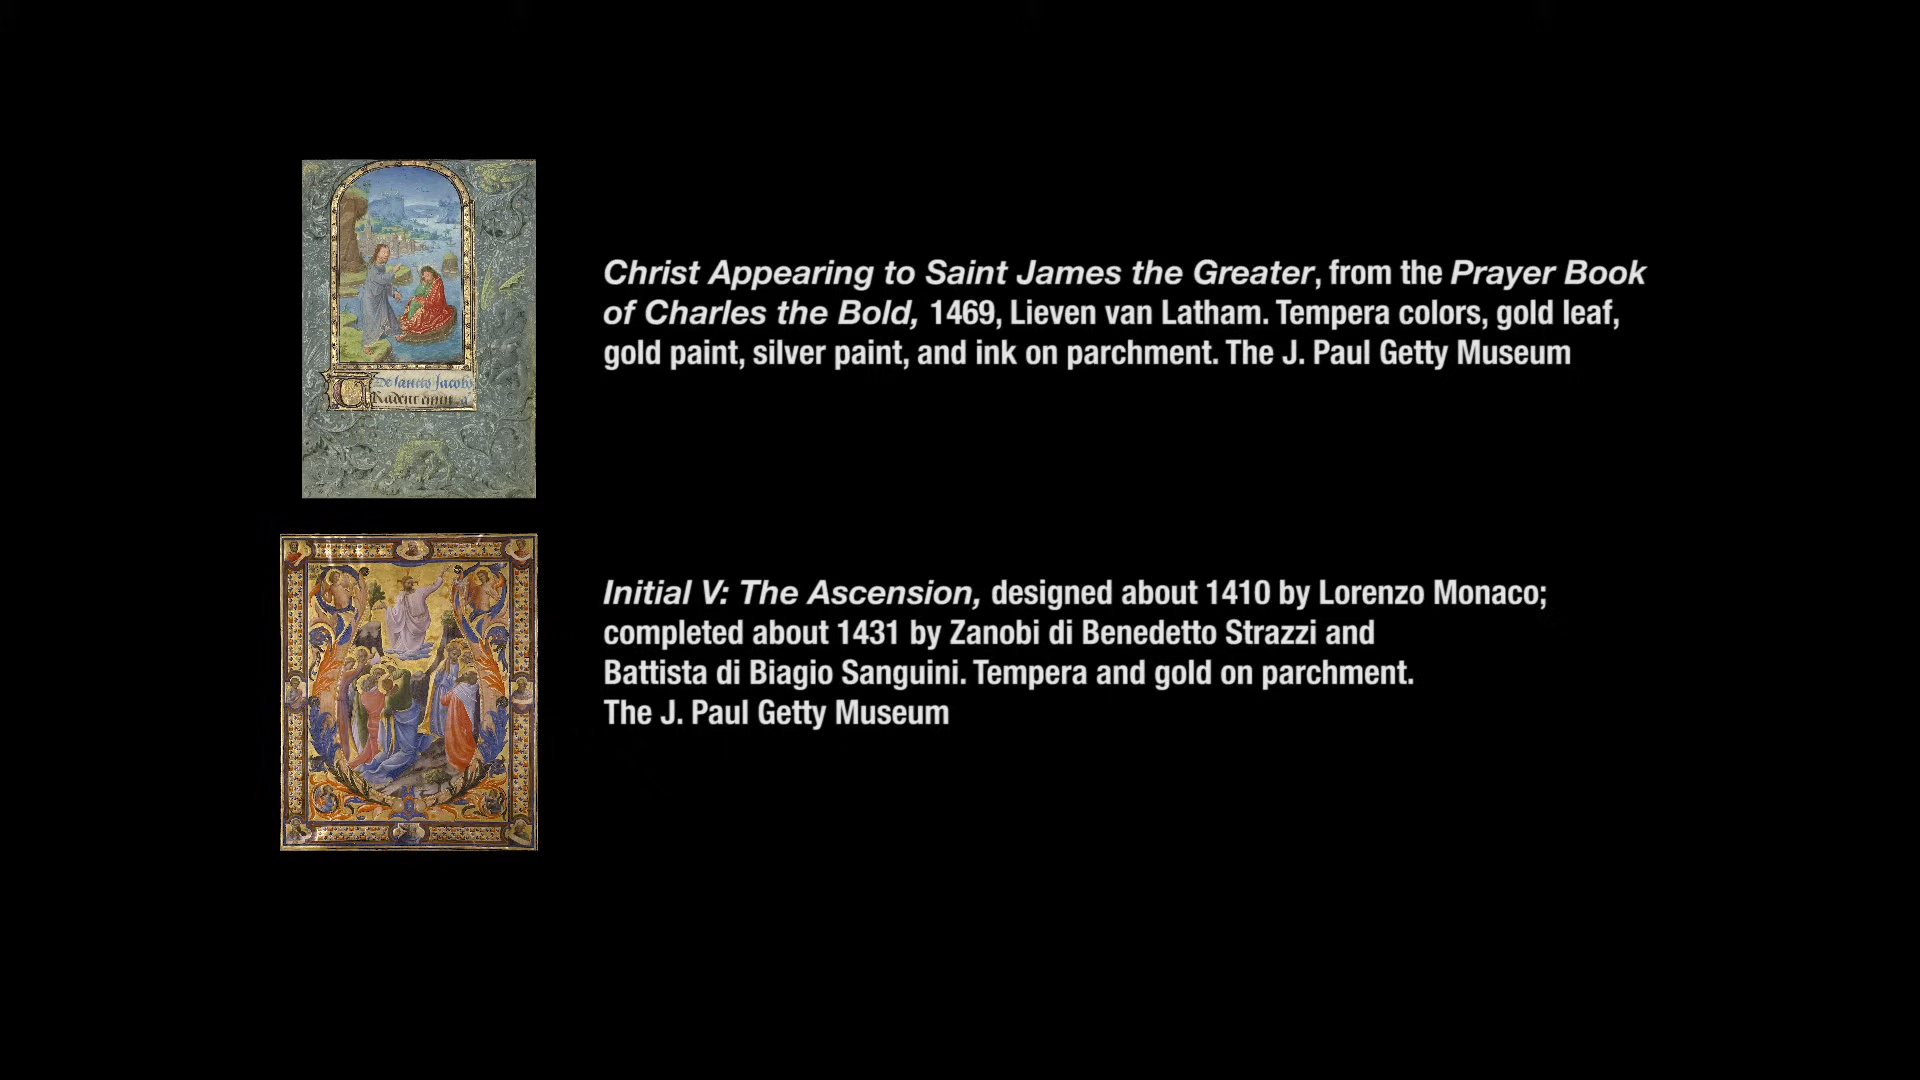 Christ Appearing to Saint James the Greater, from the Prayer Book
of Charles the Bold, 1469, Lieven van Latham. Tempera colors, gold leaf,
gold paint, silver paint, and ink on parchment. The J. Paul Getty Museum
De sancto Jacobo
Initial V: The Ascension, designed about 1410 by Lorenzo Monaco;
completed about 1431 by Zanobi di Benedetto Strazzi and
Battista di Biagio Sanguini. Tempera and gold on parchment.
The J. Paul Getty Museum